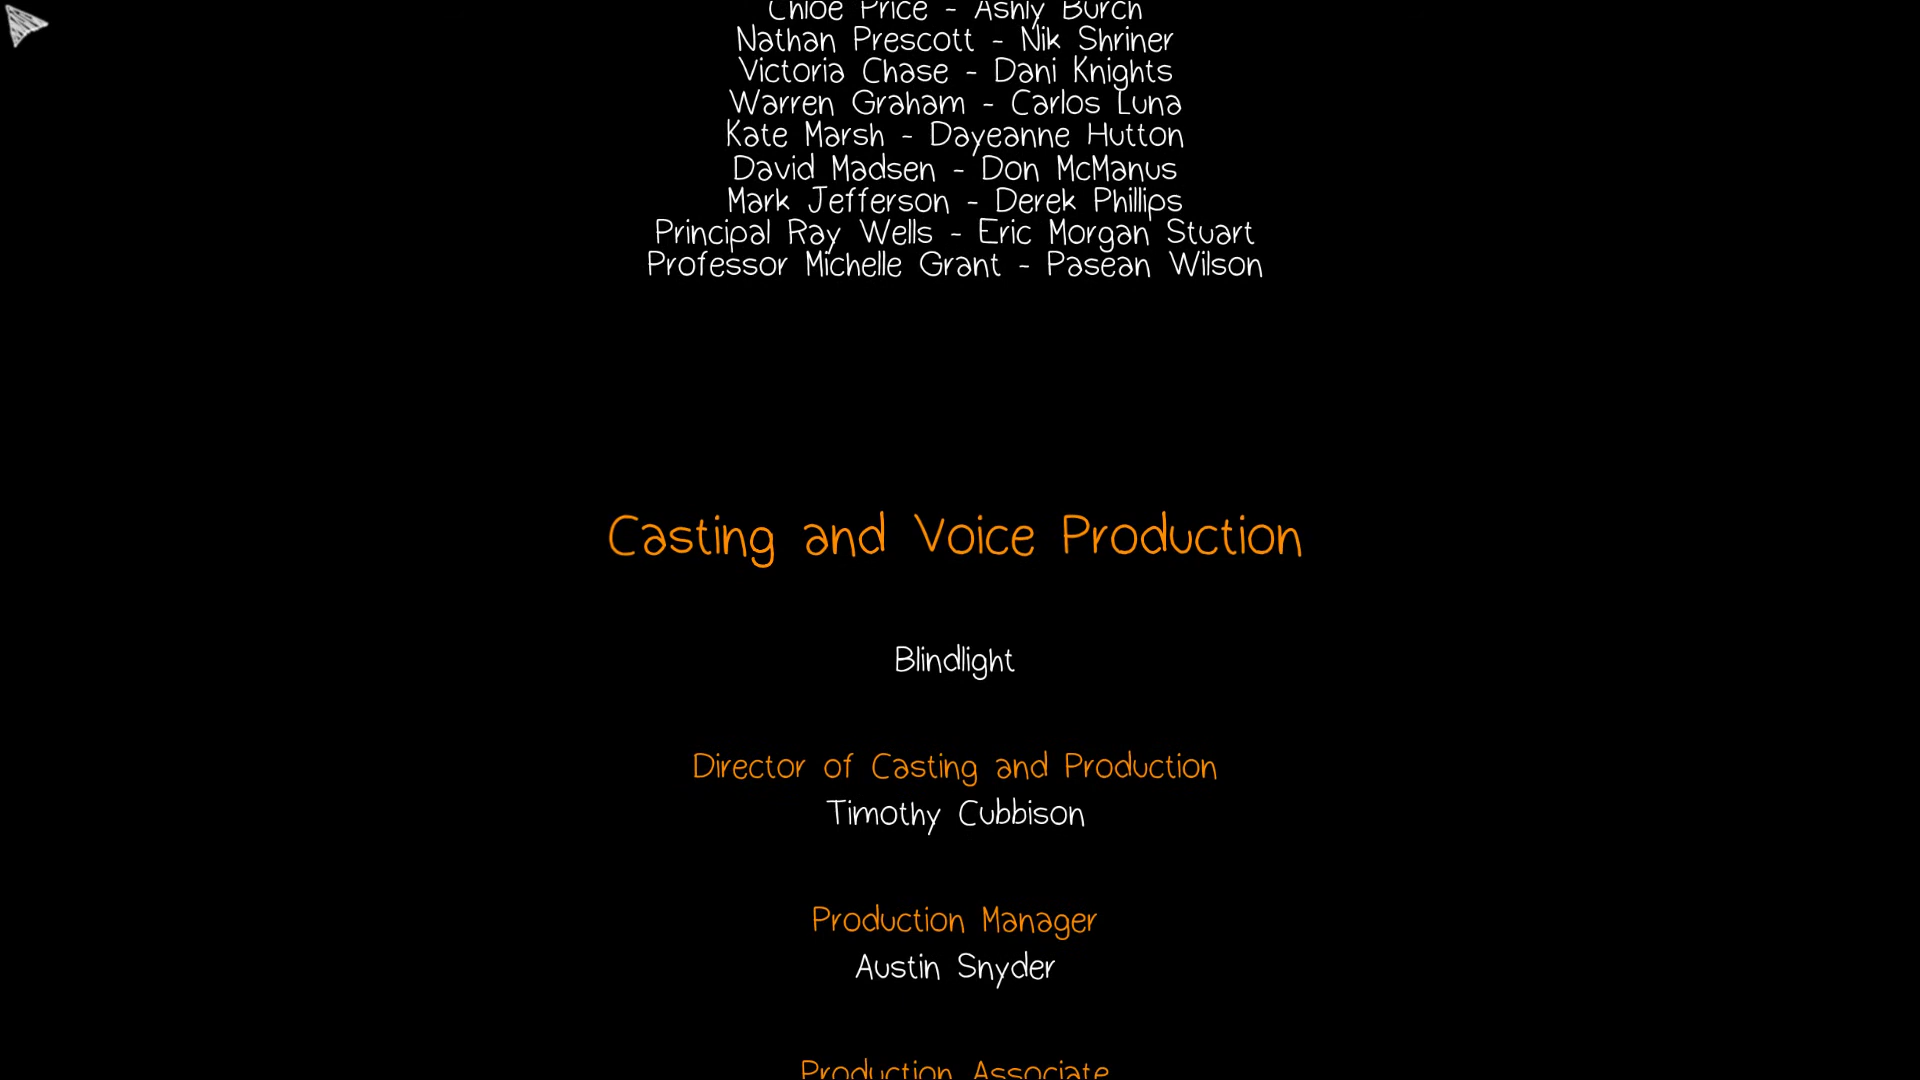 Chloe Price - Ashly Burch
Nathan Prescott - Nik Shriner
Victoria Chase - Dani Knights
Warren Graham - Carlos Luna
Kate Marsh - Dayeanne Hutton
David Madsen - Don McManus
Mark Jefferson - Derek Phillips
Principal Ray Wells - Eric Morgan Stuart
Professor Michelle Grant - Pasean Wilson
Casting and Voice Production
Blindlight
Director of Casting and Production
Timothy Cubbison
Production Manager
Austin Snyder
Production Associate